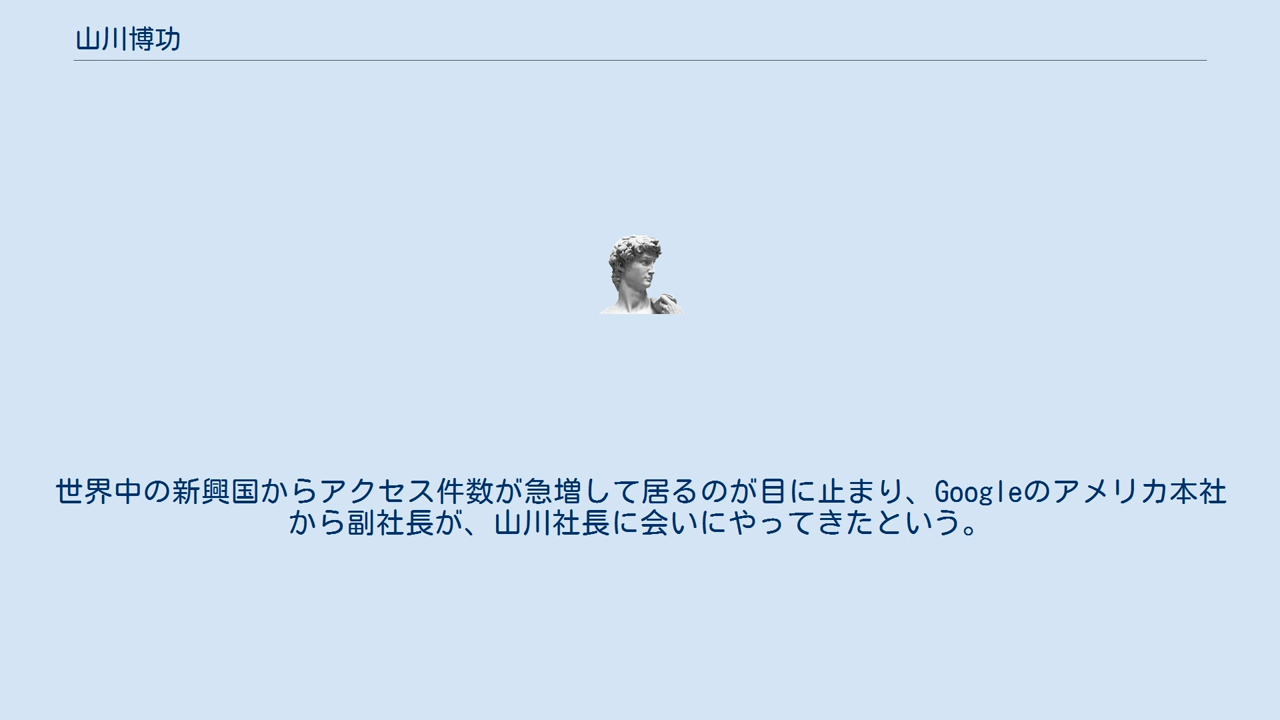 山川博功
世界中の新興国からアクセス件数が急増して居るのが目に止まり、Googleのアメリカ本社
から副社長が、山川社長に会いにやってきたという。